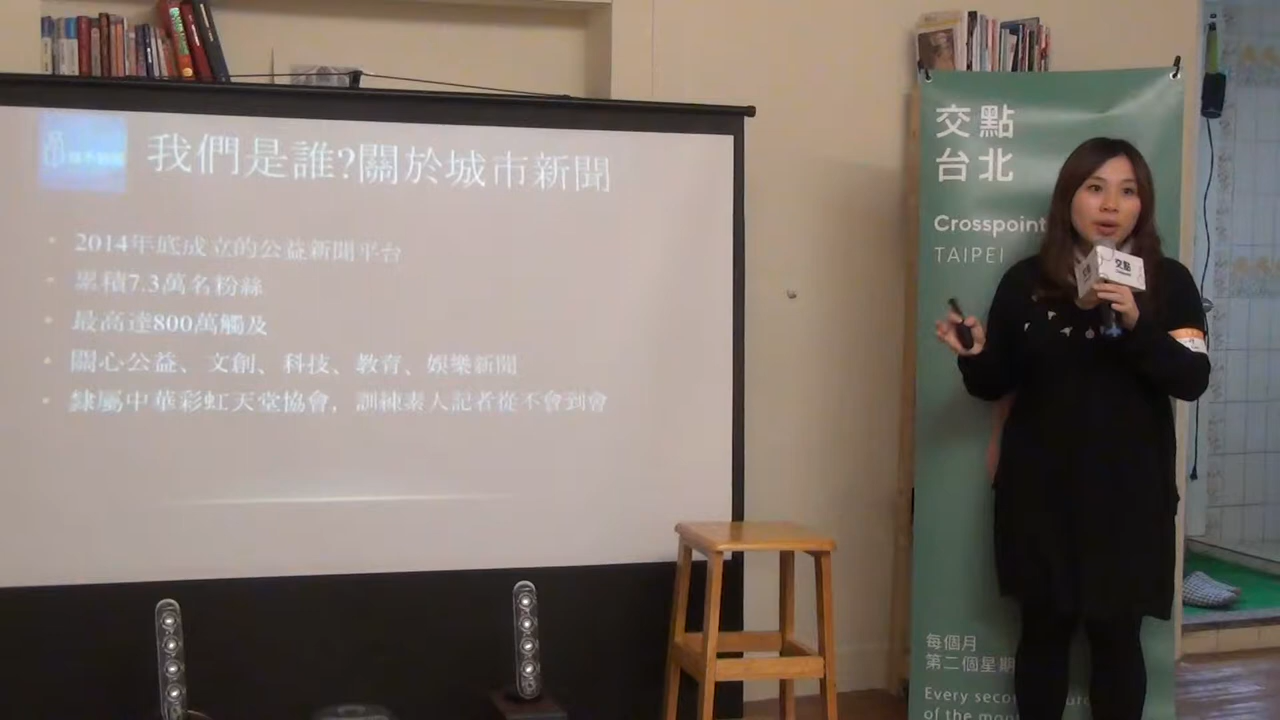 我們是誰?關於城市新聞
2014年底成立的公益新聞平台
累積7.3萬名粉絲
最高達800萬觸及
關心公益、文創、科技、教育、娛樂新聞
隸屬中華彩虹天堂協會，訓練素人記者從不會到會
交點
台北
Crosspoint
TAIPEI
交點
每個月
第二個星期
Every
of the